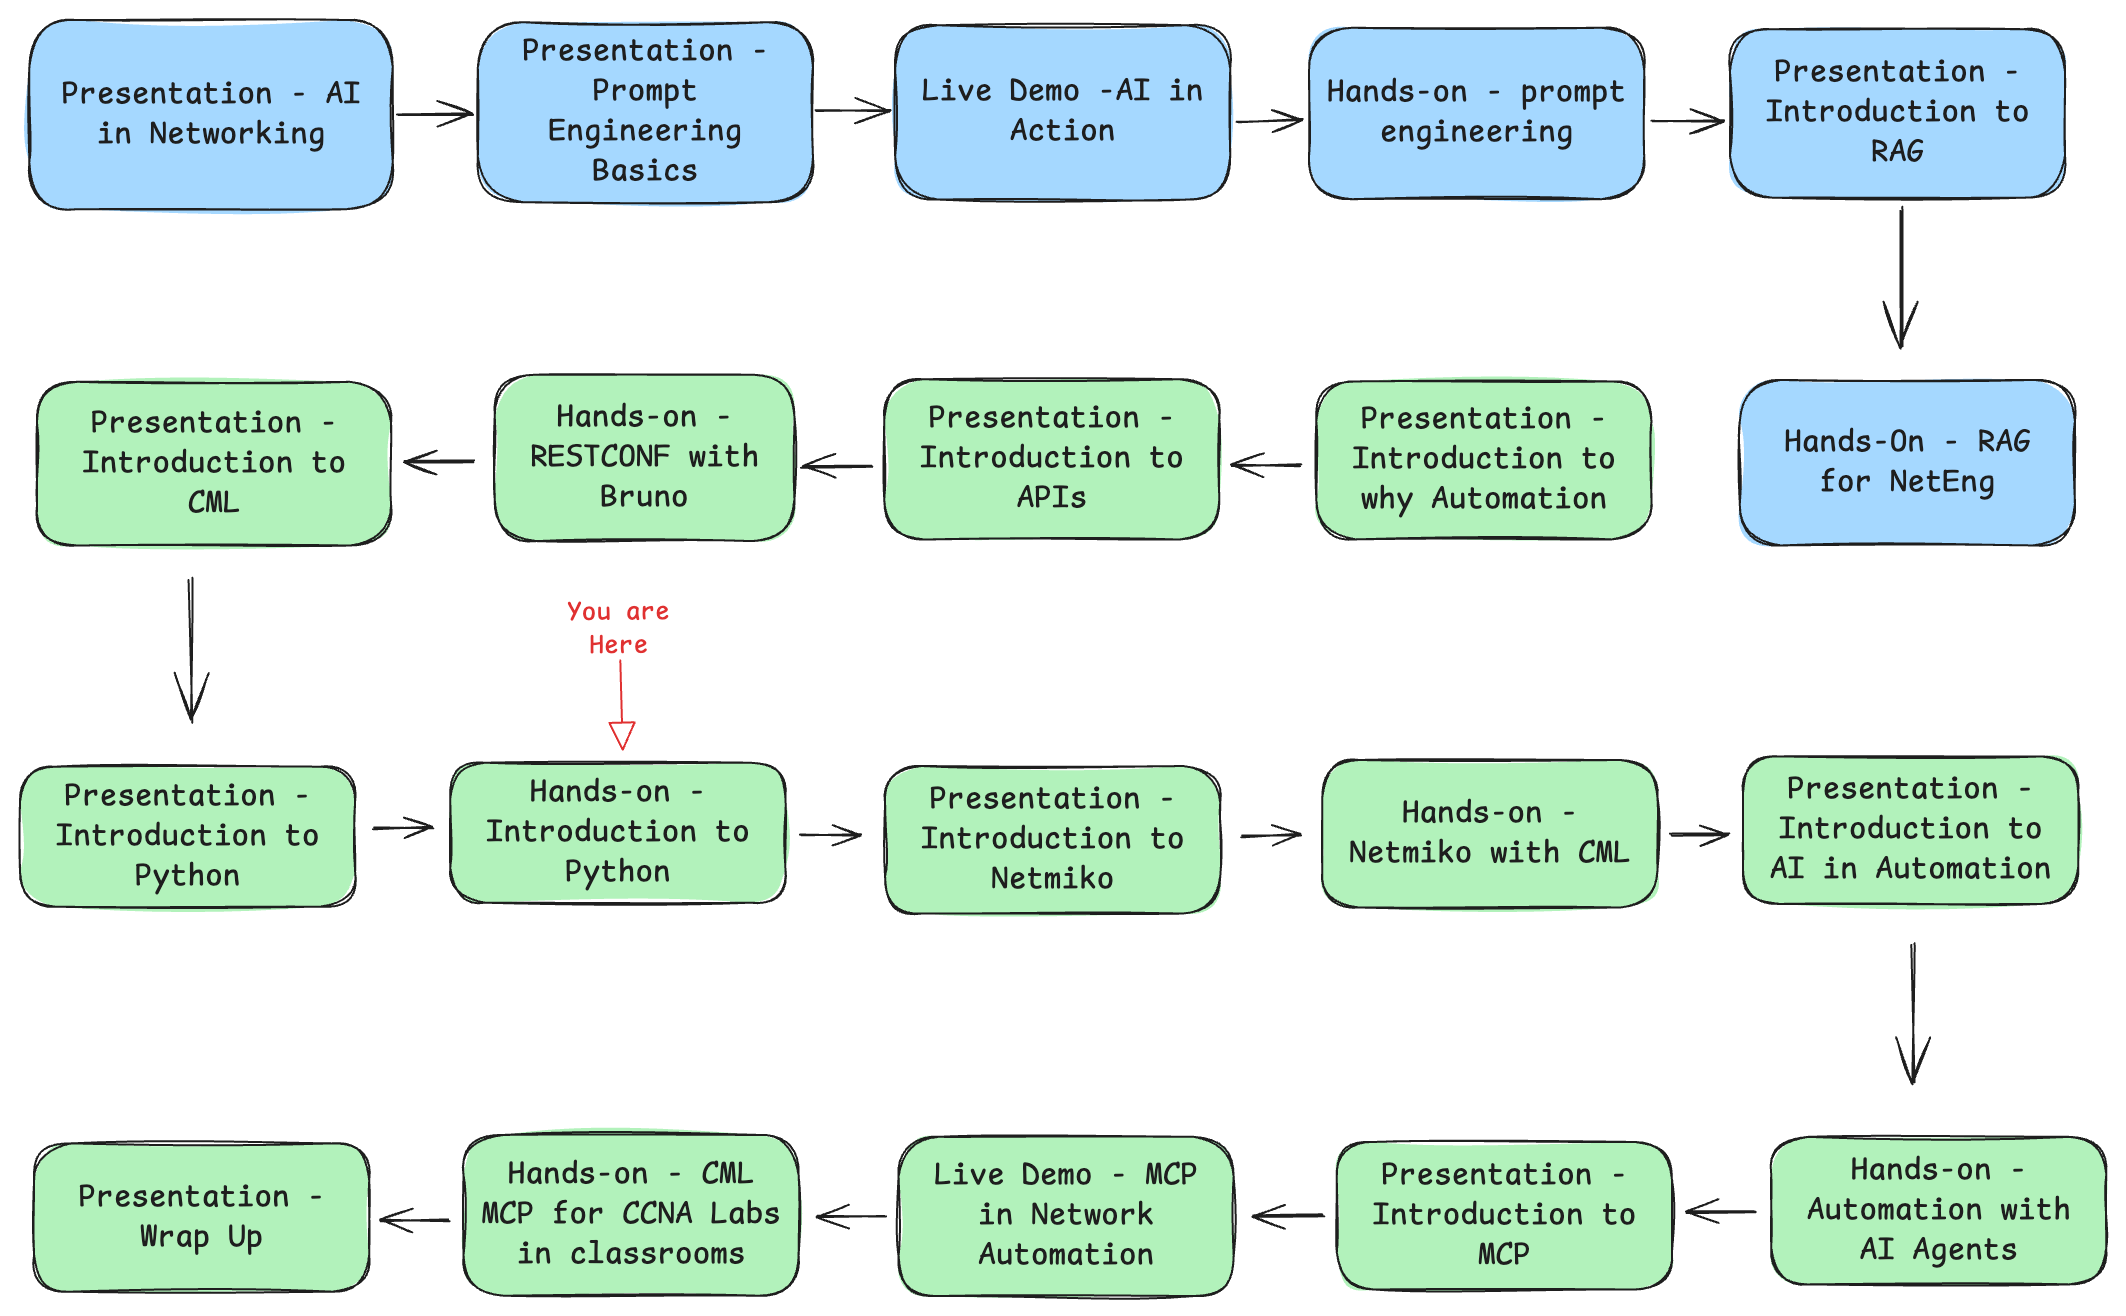 Presentation - AI
in Networking
Presentation -
Prompt
Engineering
Basics
Live Demo -AI in
Action
Hands-on - prompt
engineering
Presentation -
Introduction to
RAG
Presentation -
Introduction to
CML
Hands-on -
RESTCONF with
Bruno
Presentation -
Introduction to
APIs
Presentation -
Introduction to
why Automation
Hands-On - RAG
for NetEng
You are
Here
Presentation -
Introduction to
Python
Hands-on -
Introduction to
Python
Presentation -
Introduction to
Netmiko
Hands-on -
Netmiko with CML
Presentation -
Introduction to
AI in Automation
Presentation -
Wrap Up
Hands-on - CML
MCP for CCNA Labs
in classrooms
Live Demo - MCP
in Network
Automation
Presentation -
Introduction to
MCP
Hands-on -
Automation with
AI Agents